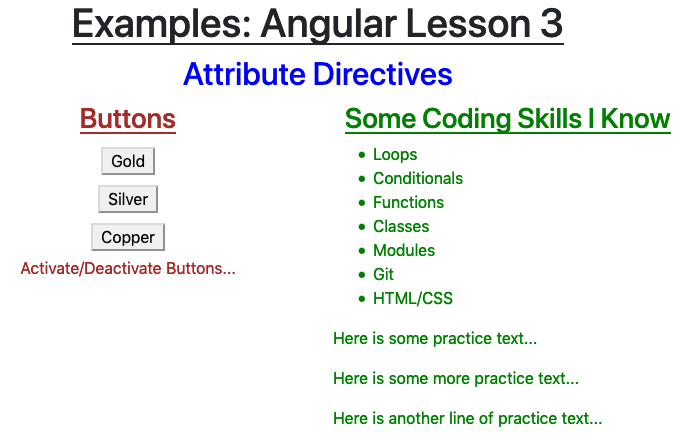 Examples: Angular Lesson 3
Attribute Directives
Buttons
Gold
Silver
Copper
Activate/Deactivate Buttons...
Some Coding Skills I Know
Loops
Conditionals
Functions
Classes
Modules
Git
HTML/CSS
Here is some practice text...
Here is some more practice text...
Here is another line of practice text...